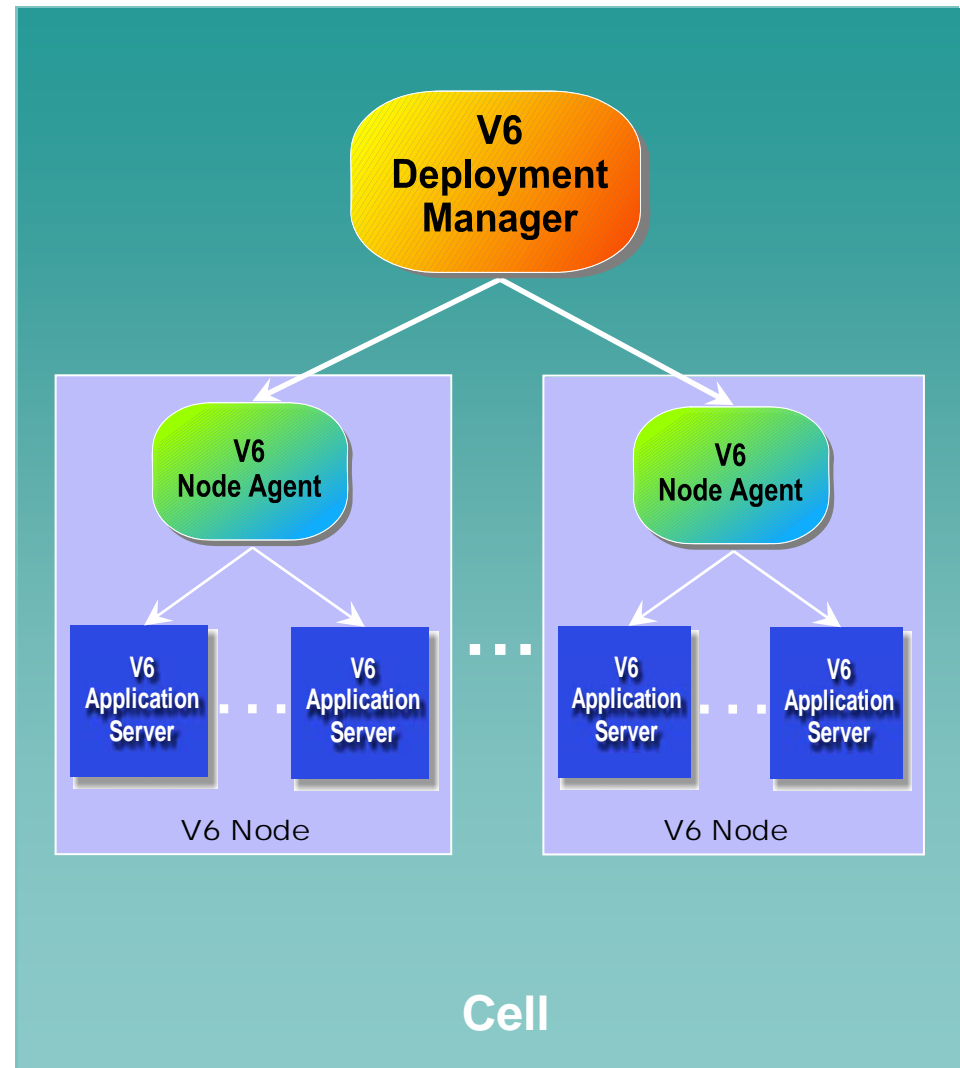 V6
Deployment
Manager
V6
Node Agent
V6
Node Agent
V6
Application
Server
V6
Application
Server
V6
Application
Server
V6
Application
Server
V6 Node
V6 Node
Cell